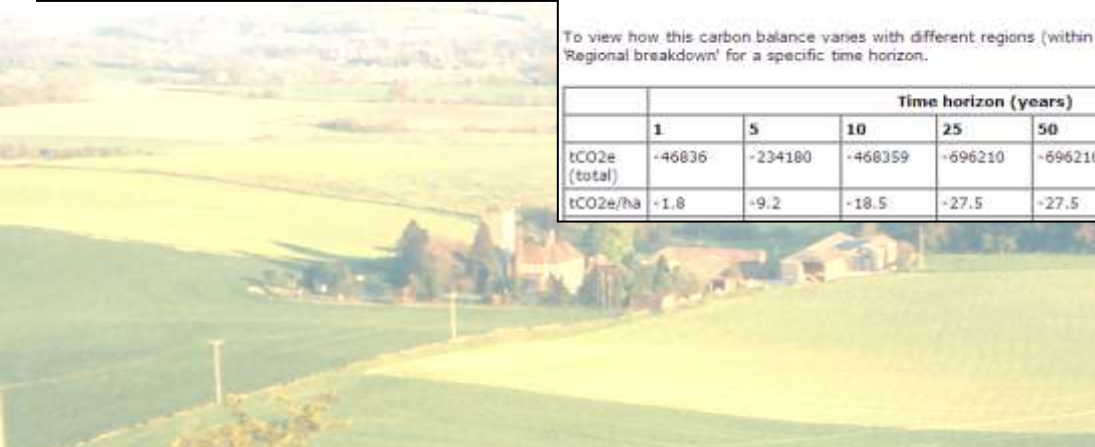 To view how this carbon balance varies with different regions (within
'Regional breakdown' for a specific time horizon.
Time horizon (years)
1 5 10 25 50
tCO2e (total) -46836 -234180 -468359 -696210 -696210
tCO2e/ha -1.8 -9.2 -18.5 -27.5 -27.5